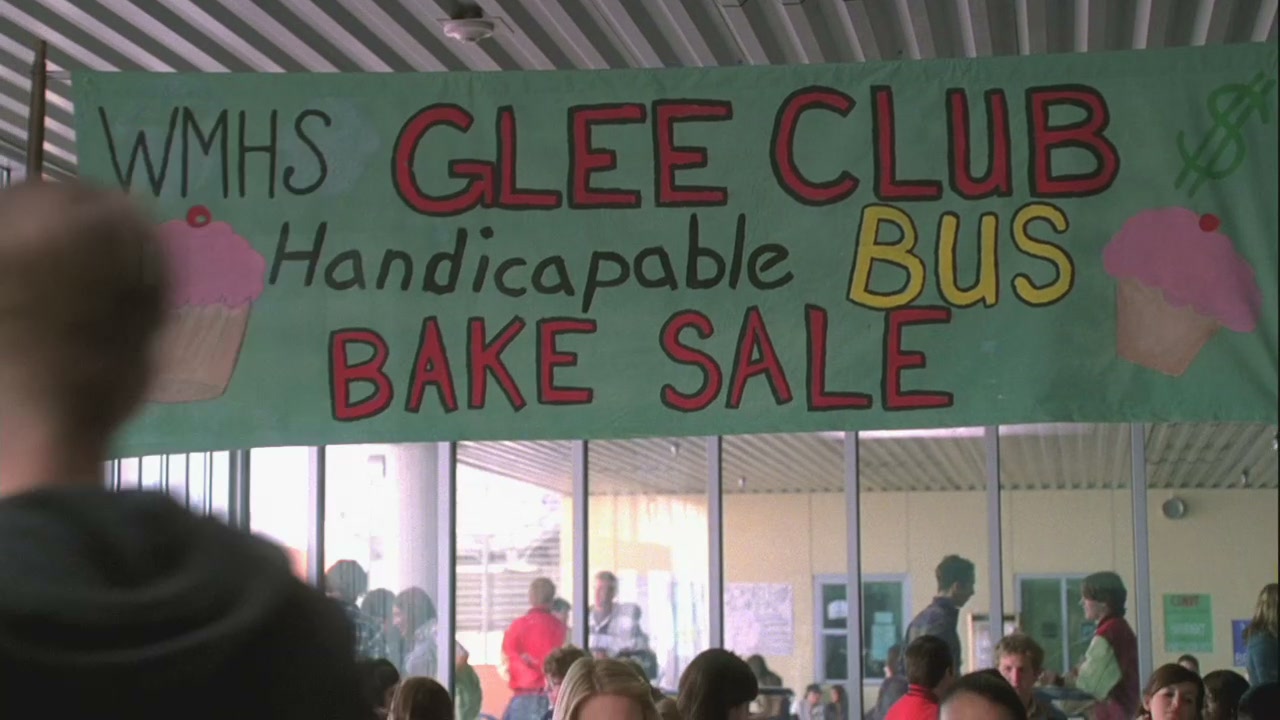 WMHS GLEE CLUB $
Handicapable BUS
BAKE SALE